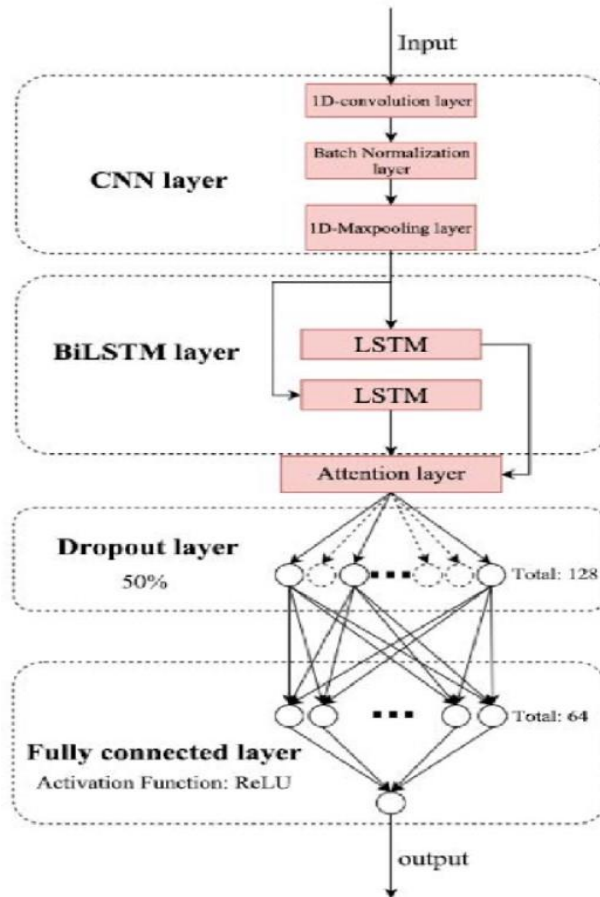 Input
1D-convolution layer
CNN layer
Batch Normalization
layer
1D-Maxpooling layer
BiLSTM layer
LSTM
LSTM
Attention layer
Dropout layer
50%
Total: 128
Total: 64
Fully connected layer
Activation Function: ReLU
output